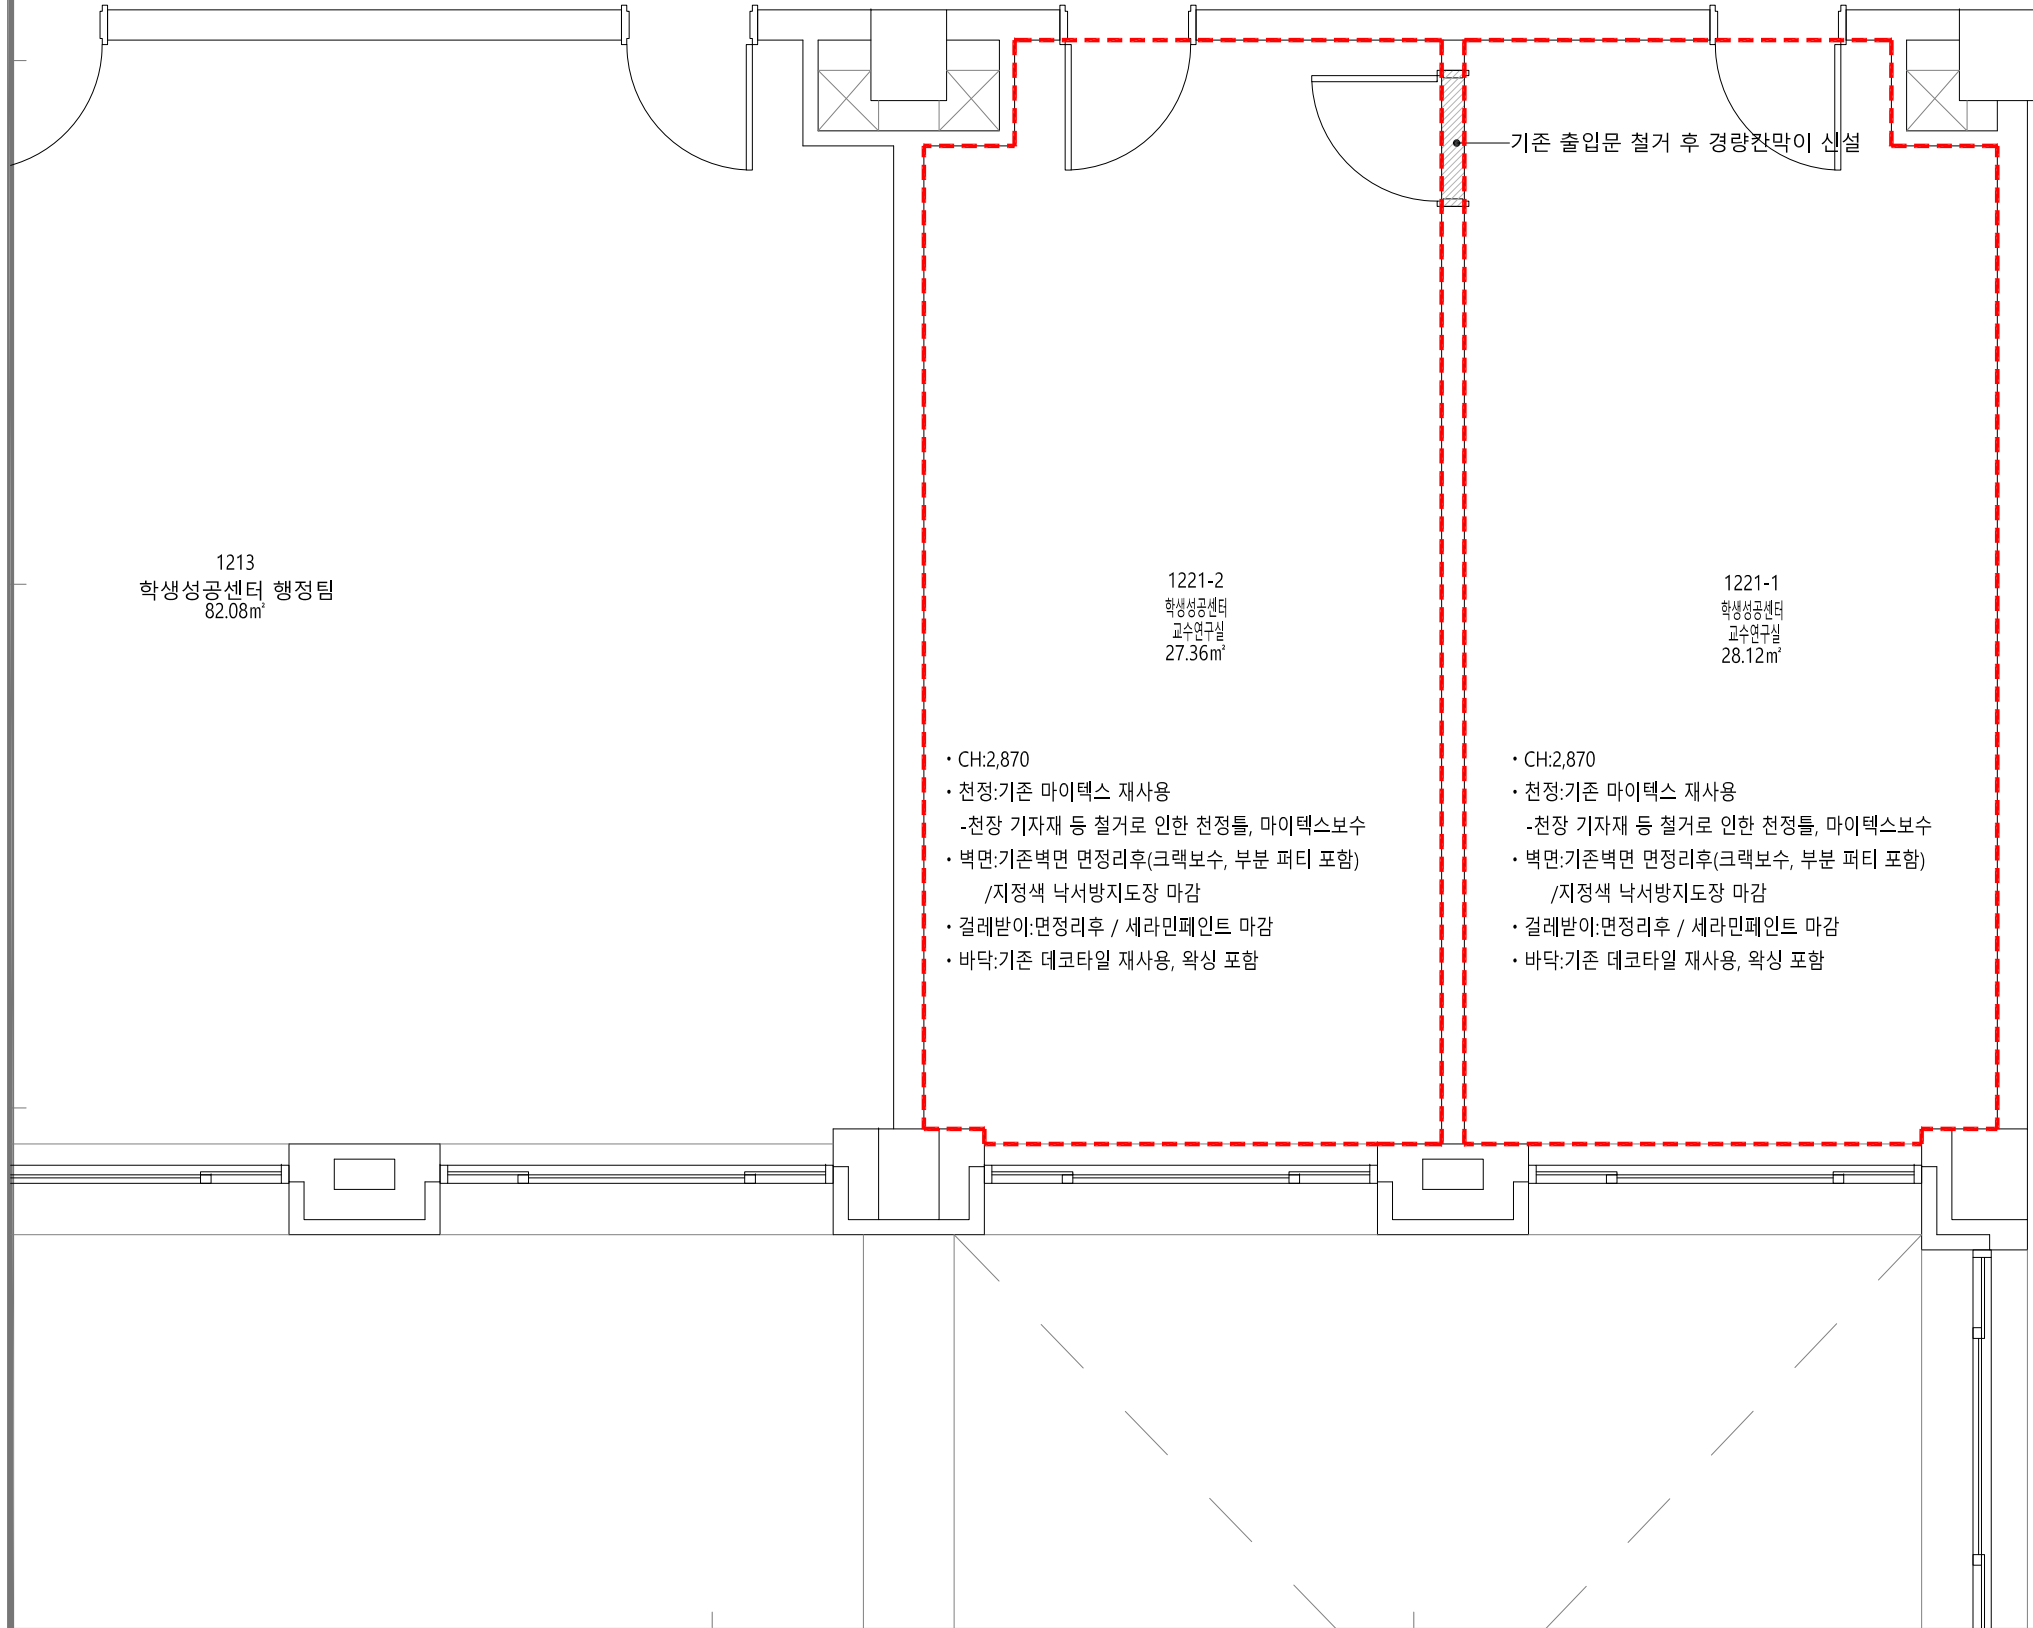 기존 출입문 철거 후 경량칸막이 신설
1213
학생성공센터 행정팀
82.08㎡
1221-2
학생성공센터
교수연구실
27.36㎡
1221-1
학생성공센터
교수연구실
28.12㎡
· CH:2,870
· 천정:기존 마이텍스 재사용
-천장 기자재 등 철거로 인한 천정틀, 마이텍스보수
· 벽면:기존벽면 면정리후(크랙보수, 부분 퍼티 포함)
/지정색 낙서방지도장 마감
· 걸레받이:면정리후 / 세라민페인트 마감
· 바닥:기존 데코타일 재사용, 왁싱 포함
· CH:2,870
· 천정:기존 마이텍스 재사용
-천장 기자재 등 철거로 인한 천정틀, 마이텍스보수
· 벽면:기존벽면 면정리후(크랙보수, 부분 퍼티 포함)
/지정색 낙서방지도장 마감
· 걸레받이:면정리후 / 세라민페인트 마감
· 바닥:기존 데코타일 재사용, 왁싱 포함